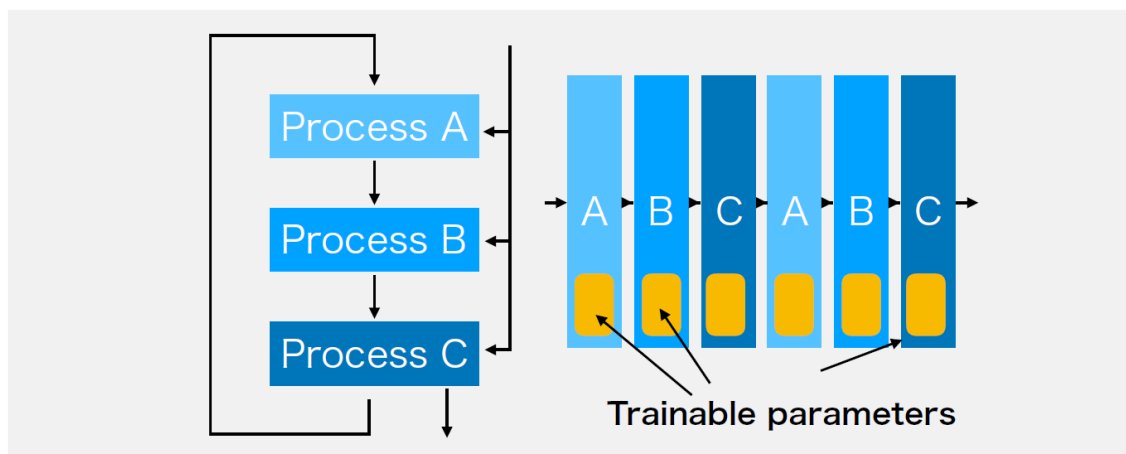 Process A
Process B
Process C
A B C A B C
Trainable parameters